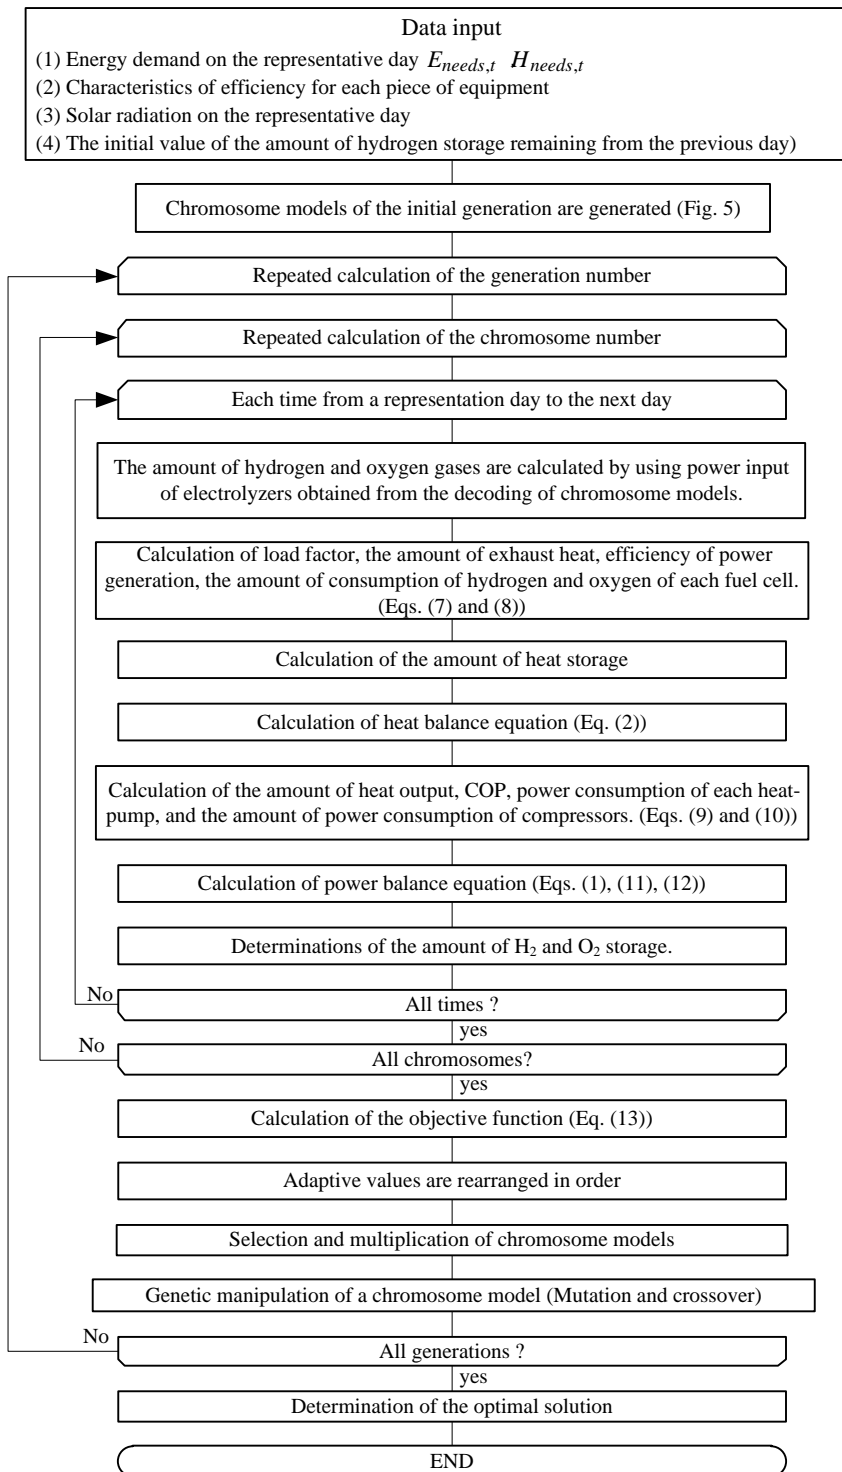 Data input
(1) Energy demand on the representative day E_needs,t H_needs,t
(2) Characteristics of efficiency for each piece of equipment
(3) Solar radiation on the representative day
(4) The initial value of the amount of hydrogen storage remaining from the previous day)
Chromosome models of the initial generation are generated (Fig. 5)
Repeated calculation of the generation number
Repeated calculation of the chromosome number
Each time from a representation day to the next day
The amount of hydrogen and oxygen gases are calculated by using power input
of electrolyzers obtained from the decoding of chromosome models.
Calculation of load factor, the amount of exhaust heat, efficiency of power
generation, the amount of consumption of hydrogen and oxygen of each fuel cell.
(Eqs. (7) and (8))
Calculation of the amount of heat storage
Calculation of heat balance equation (Eq. (2))
Calculation of the amount of heat output, COP, power consumption of each heat-
pump, and the amount of power consumption of compressors. (Eqs. (9) and (10))
Calculation of power balance equation (Eqs. (1), (11), (12))
Determinations of the amount of H₂ and O₂ storage.
No
All times ?
yes
No
All chromosomes?
yes
Calculation of the objective function (Eq. (13))
Adaptive values are rearranged in order
Selection and multiplication of chromosome models
Genetic manipulation of a chromosome model (Mutation and crossover)
No
All generations ?
yes
Determination of the optimal solution
END